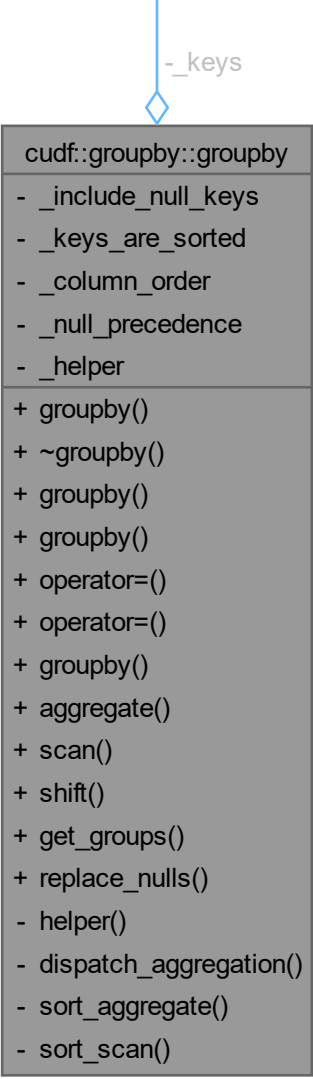 -_keys
cudf::groupby::groupby
- _include_null_keys
- _keys_are_sorted
- _column_order
- _null_precedence
- _helper
+ groupby()
+ ~groupby()
+ groupby()
+ groupby()
+ operator=()
+ operator=()
+ groupby()
+ aggregate()
+ scan()
+ shift()
+ get_groups()
+ replace_nulls()
- helper()
- dispatch_aggregation()
- sort_aggregate()
- sort_scan()